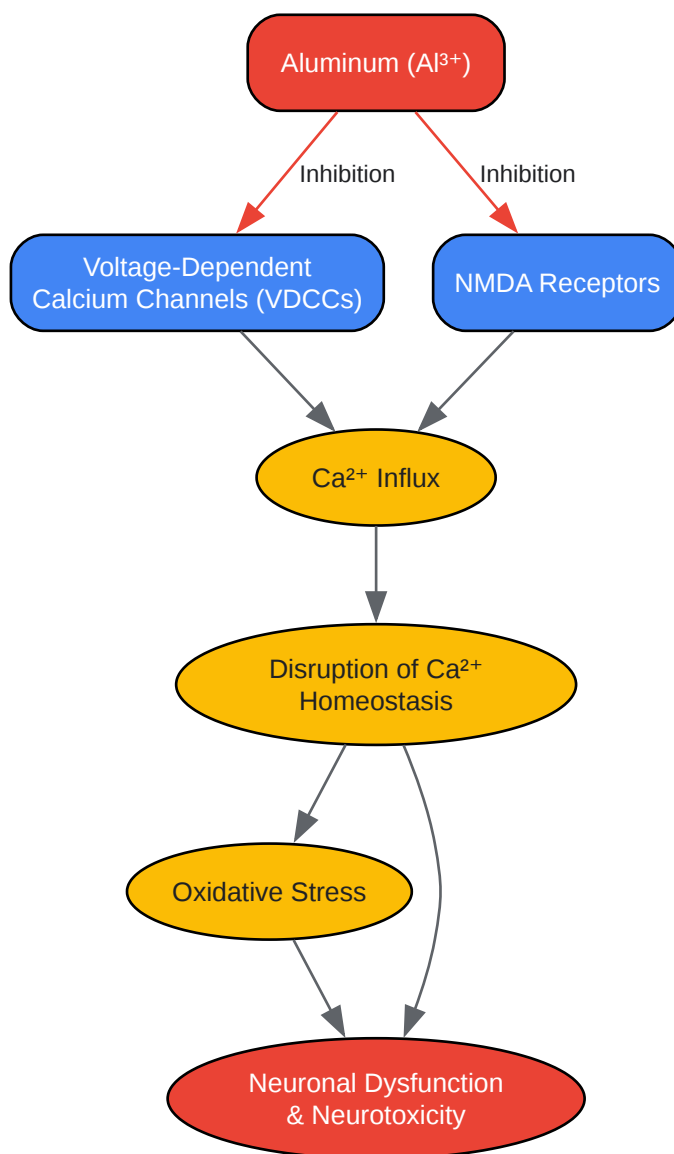 Aluminum (Al³⁺)
Inhibition
Inhibition
Voltage-Dependent
Calcium Channels (VDCCs)
NMDA Receptors
Ca²⁺ Influx
Disruption of Ca²⁺
Homeostasis
Oxidative Stress
Neuronal Dysfunction
& Neurotoxicity